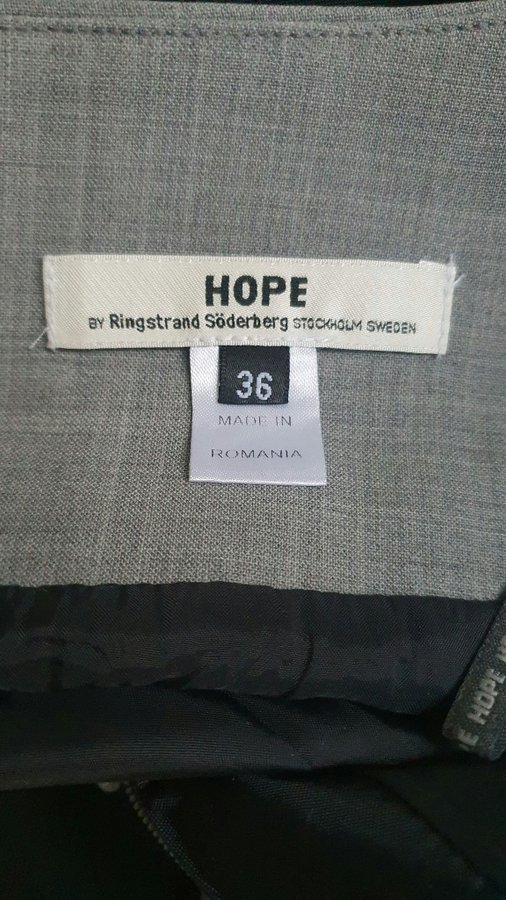 HOPE
BY Ringstrand Söderberg STOCKHOLM SWEDEN
36
MADE IN
ROMANIA
HOPE